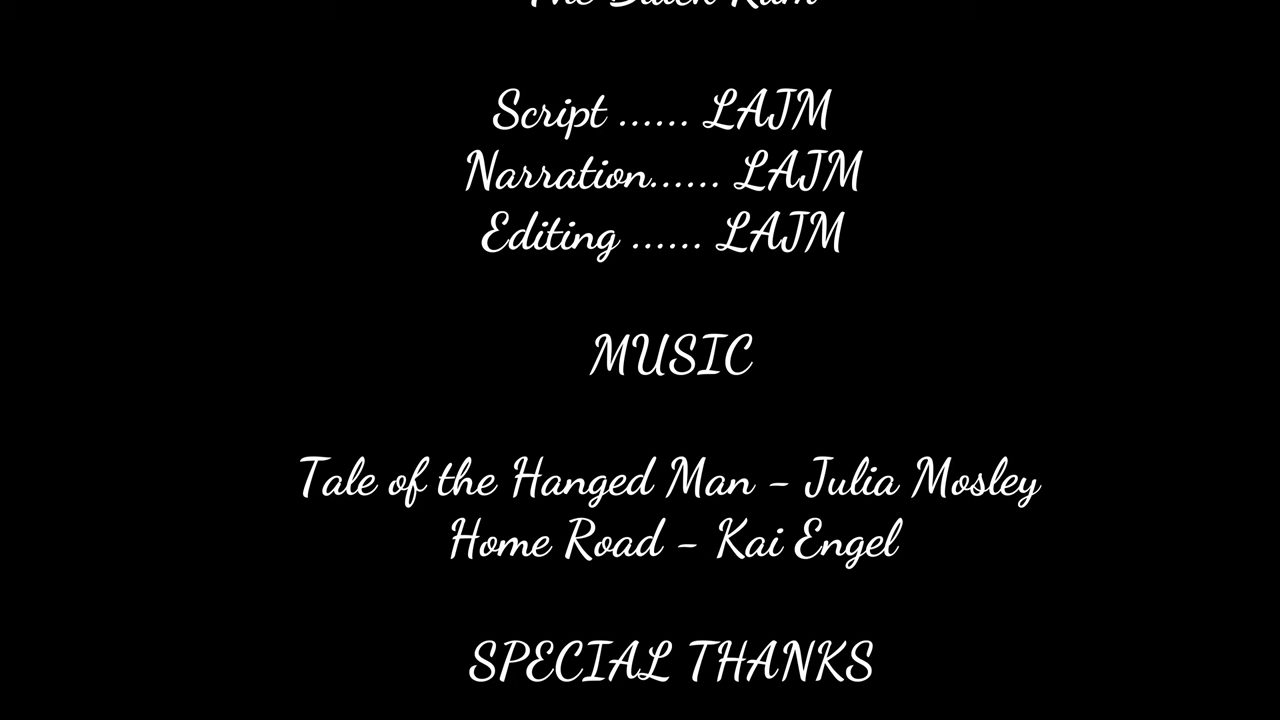 The
Script ...... LAJM
Narration...... LAJM
Editing ...... LAJM
MUSIC
Tale of the Hanged Man - Julia Mosley
Home Road - Kai Engel
SPECIAL THANKS